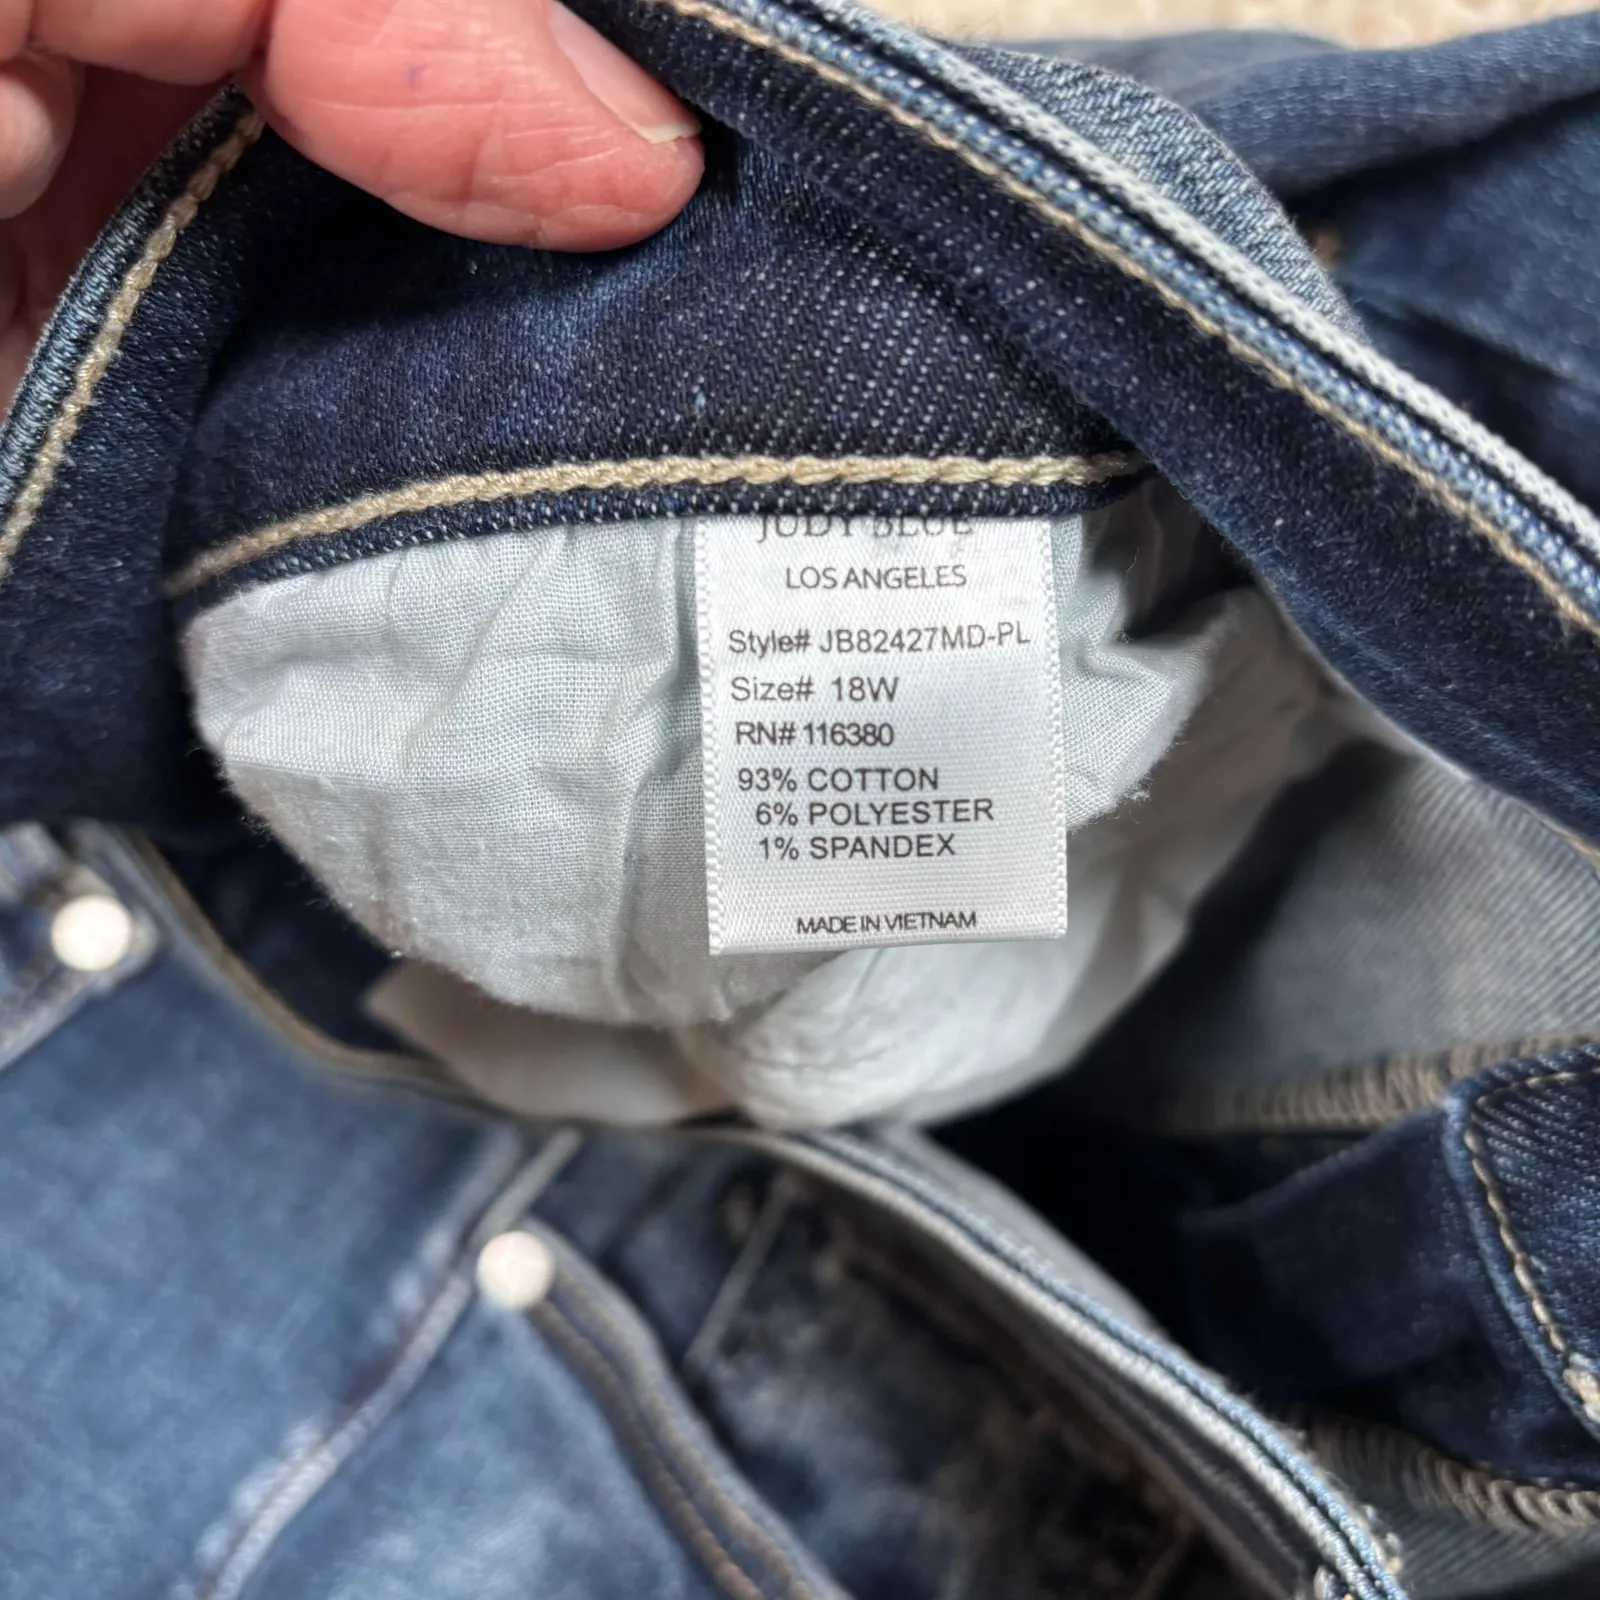 JUDY BLUE
LOS ANGELES
Style# JB82427MD-PL
Size# 18W
RN# 116380
93% COTTON
6% POLYESTER
1% SPANDEX
MADE IN VIETNAM